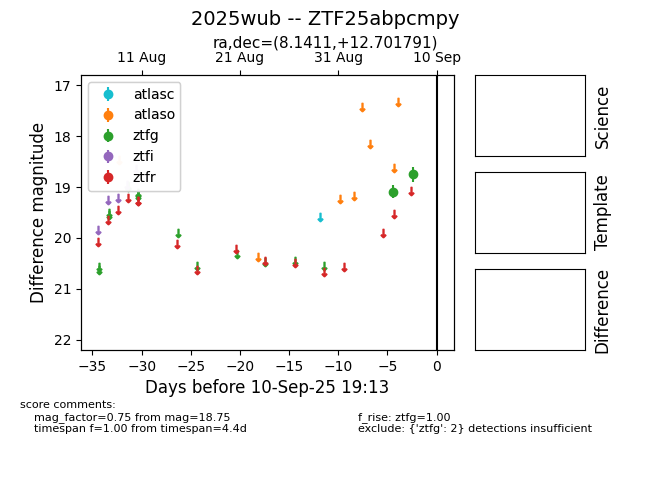 2025wub -- ZTF25abpcmpy
ra,dec=(8.1411,+12.701791)
11 Aug 21 Aug 31 Aug 10 Sep
atlasc
atlaso
ztfg
ztfi
ztfr
17
18
19
20
21
22
Difference magnitude
−35 −30 −25 −20 −15 −10 −5 0
Days before 10-Sep-25 19:13
Science
Template
Difference
score comments:
mag_factor=0.75 from mag=18.75
timespan f=1.00 from timespan=4.4d
f_rise: ztfg=1.00
exclude: {'ztfg': 2} detections insufficient